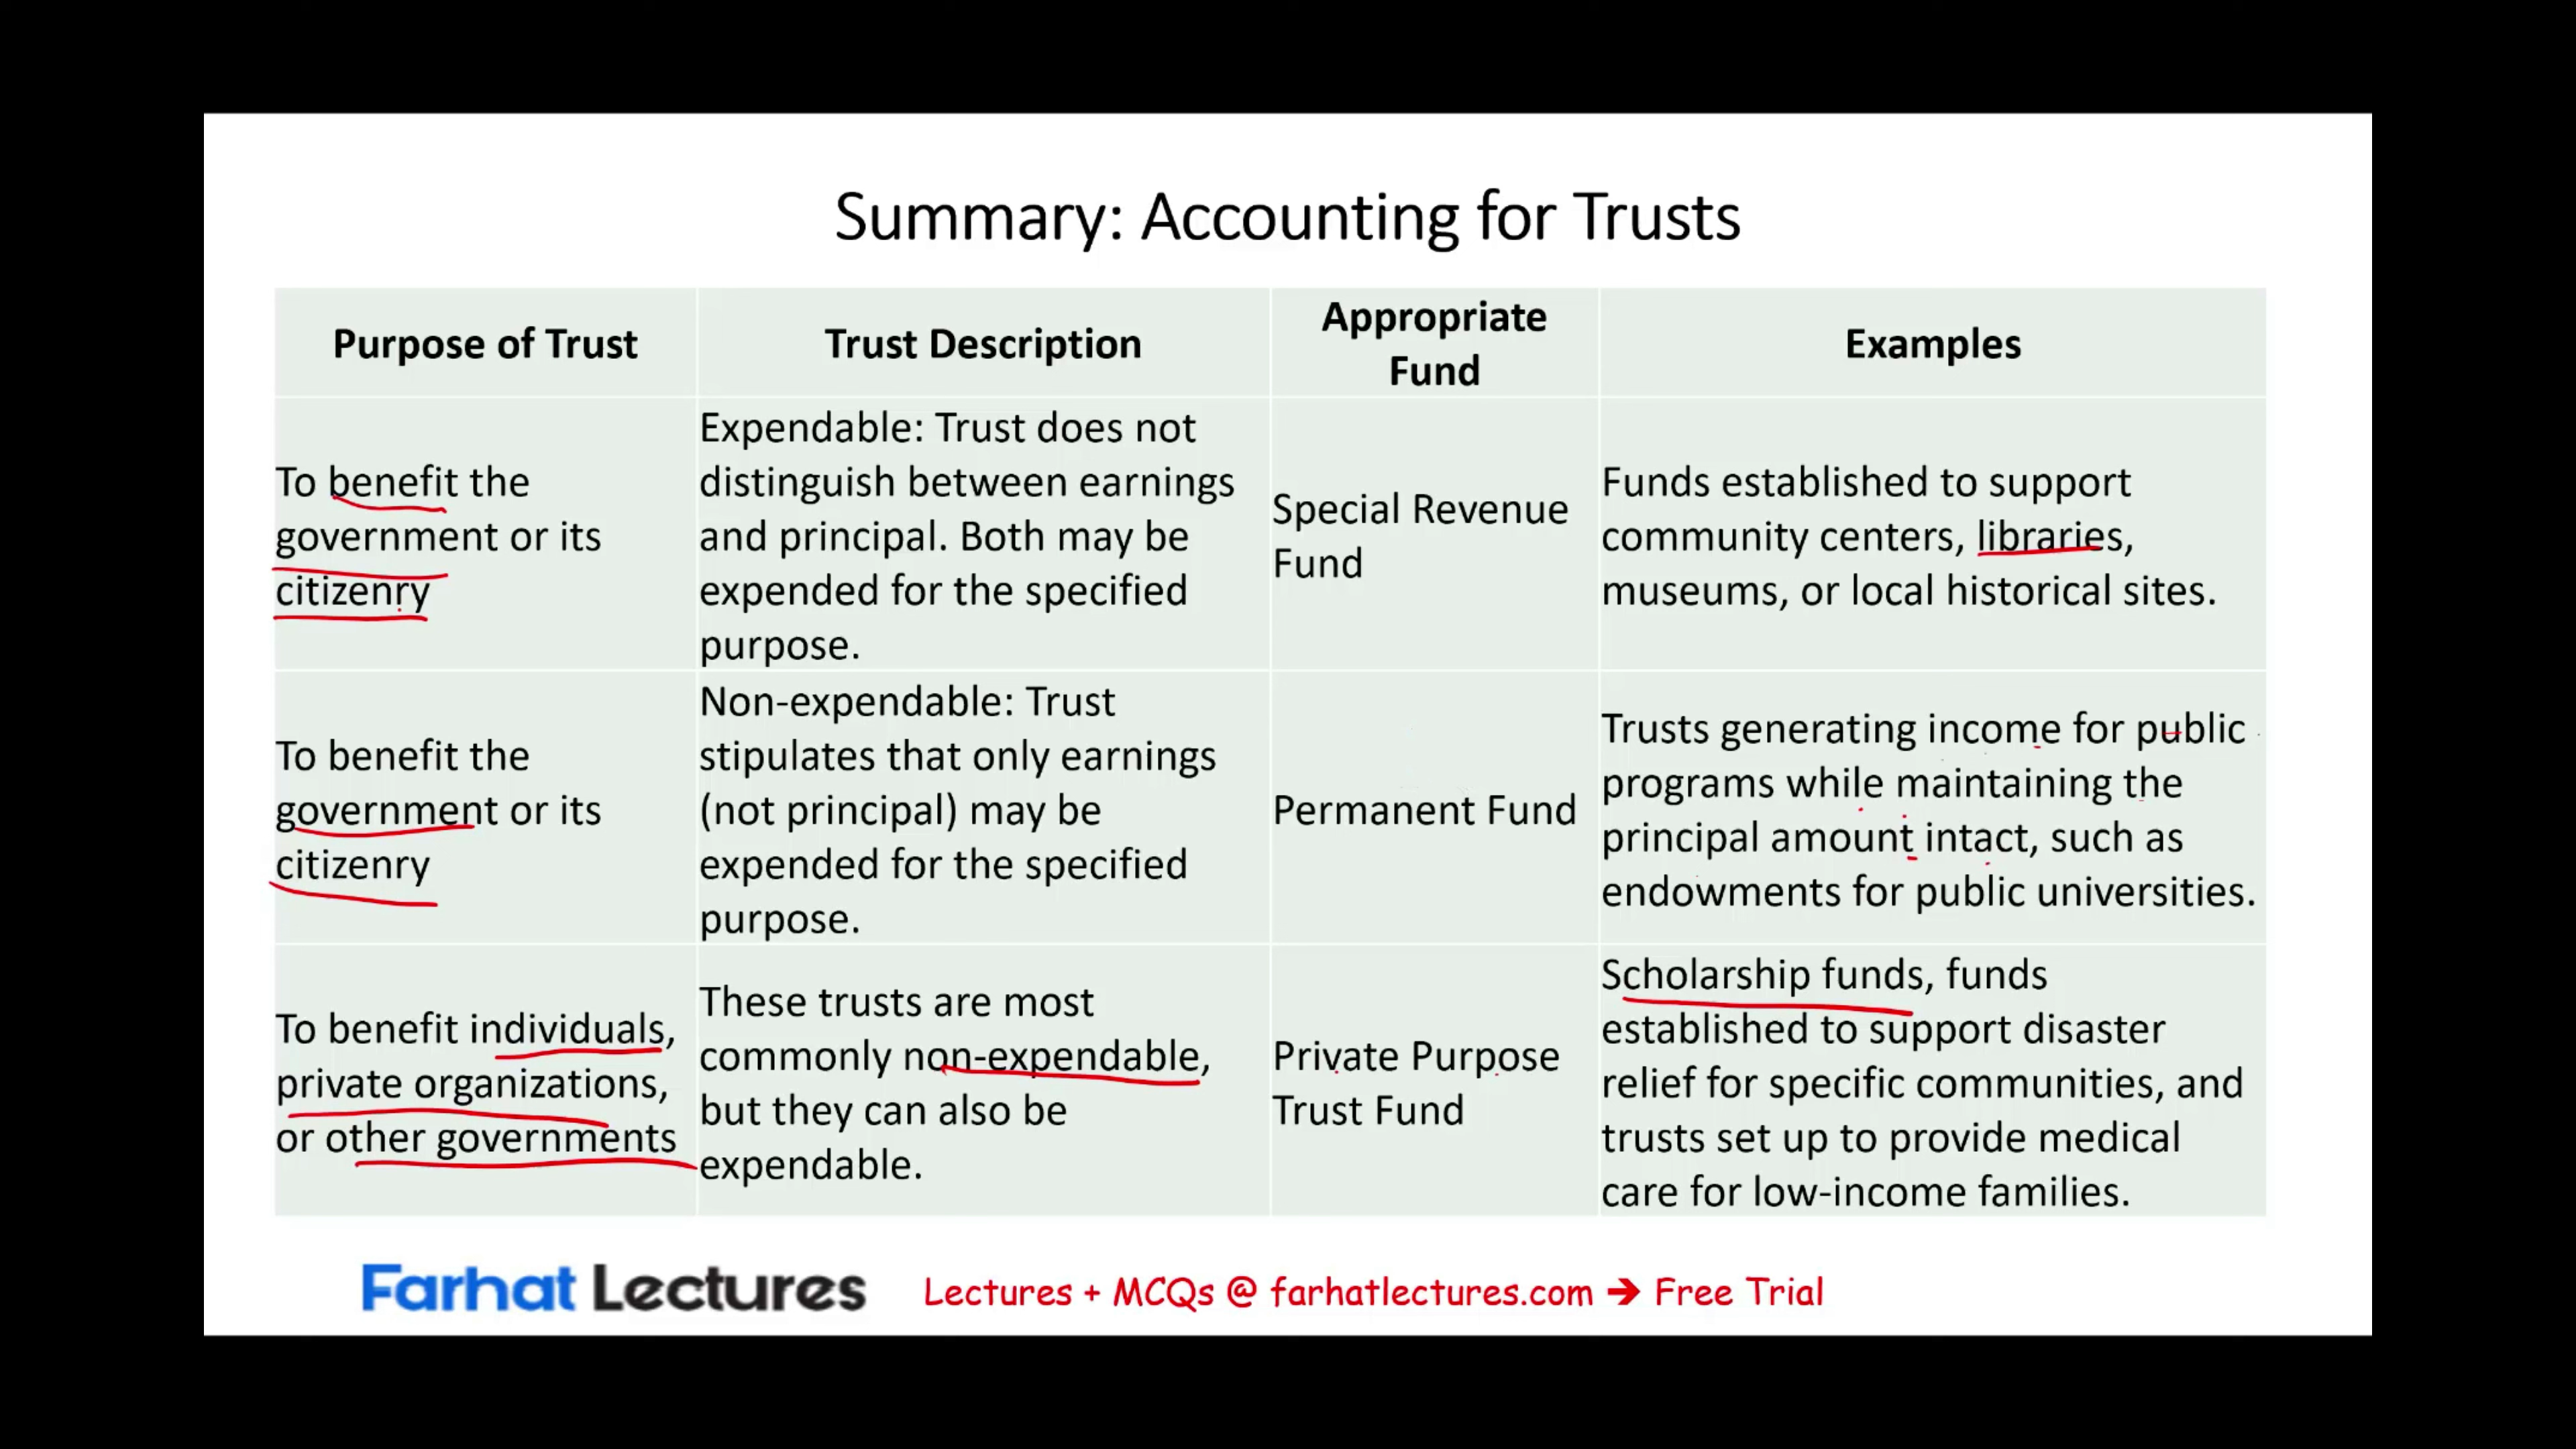 Summary: Accounting for Trusts
Purpose of Trust
Trust Description
Appropriate
Fund
Examples
To benefit the
government or its
citizenry
Expendable: Trust does not
distinguish between earnings
and principal. Both may be
expended for the specified
purpose.
Special Revenue
Fund
Funds established to support
community centers, libraries,
museums, or local historical sites.
To benefit the
government or its
citizenry
Non-expendable: Trust
stipulates that only earnings
(not principal) may be
expended for the specified
purpose.
Permanent Fund
Trusts generating income for public
programs while maintaining the
principal amount intact, such as
endowments for public universities.
To benefit individuals,
private organizations,
or other governments
These trusts are most
commonly non-expendable,
but they can also be
expendable.
Private Purpose
Trust Fund
Scholarship funds, funds
established to support disaster
relief for specific communities, and
trusts set up to provide medical
care for low-income families.
Farhat Lectures
Lectures + MCQs @ farhatlectures.com ➔ Free Trial